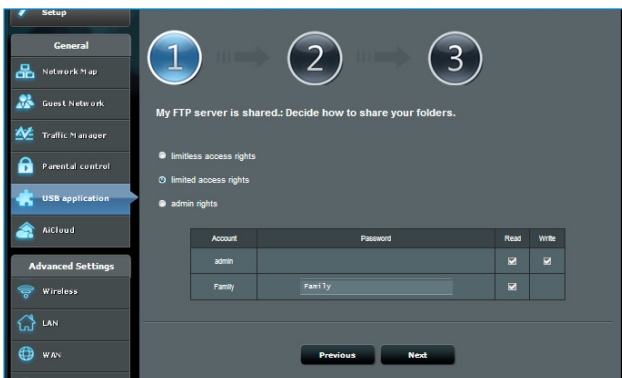 Setup
General
Network Map
Guest Network
Traffic Manager
Parental control
USB application
AiCloud
Advanced Settings
Wireless
LAN
WAN
1 2 3
My FTP server is shared.: Decide how to share your folders.
limitless access rights
limited access rights
admin rights
Account Password Read Write
admin
Family Family
Previous Next